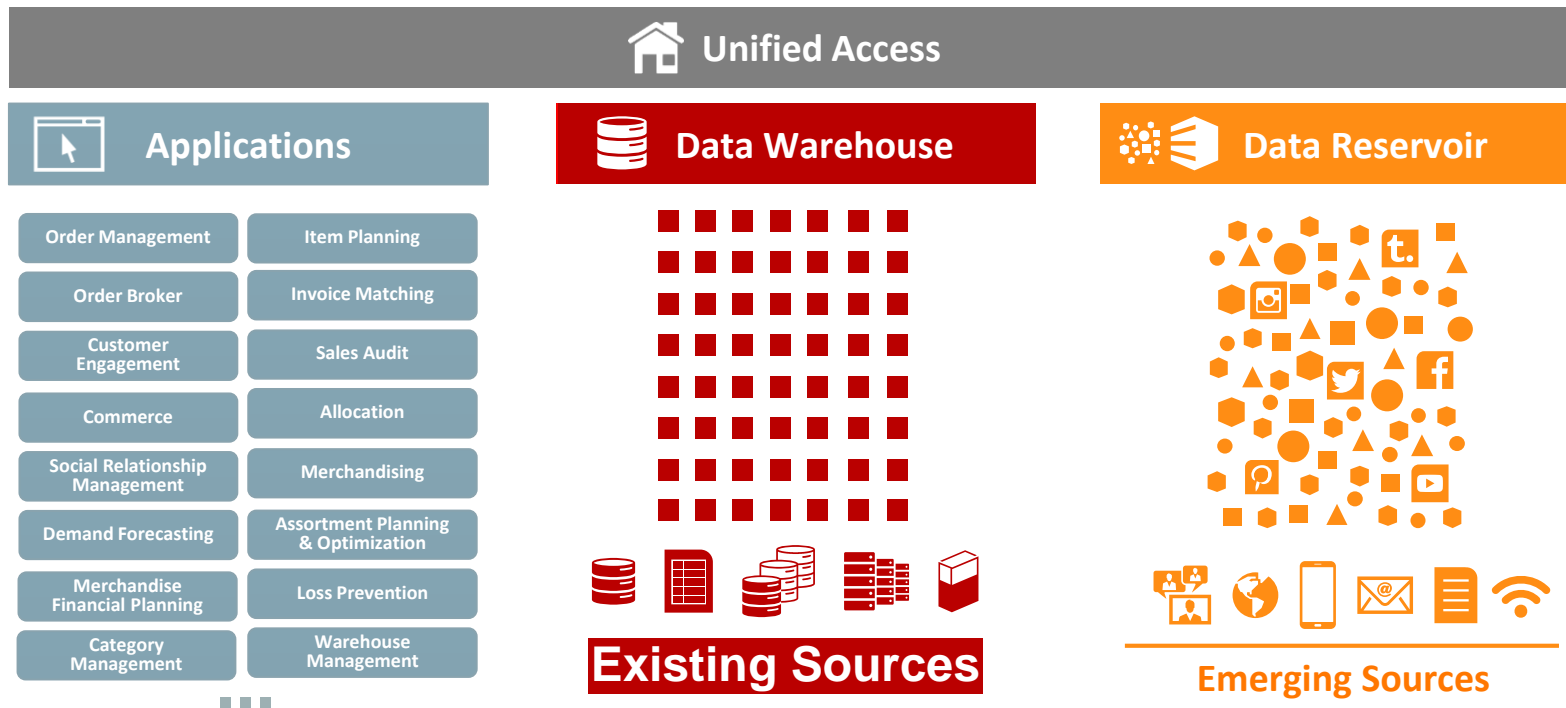 Unified Access
Applications
Order Management
Item Planning
Order Broker
Invoice Matching
Customer
Engagement
Sales Audit
Commerce
Allocation
Social Relationship
Management
Merchandising
Demand Forecasting
Assortment Planning
& Optimization
Merchandise
Financial Planning
Loss Prevention
Category
Management
Warehouse
Management
Data Warehouse
Existing Sources
Data Reservoir
t.
f
@
Emerging Sources